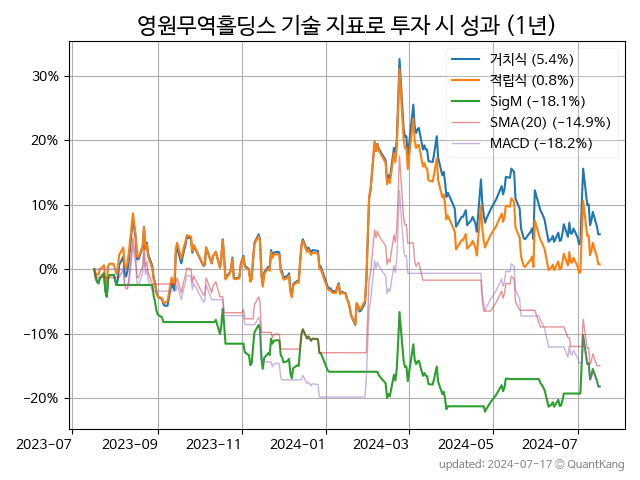 영원무역홀딩스 기술 지표로 투자 시 성과 (1년)
거치식 (5.4%)
적립식 (0.8%)
SigM (−18.1%)
SMA(20) (−14.9%)
MACD (−18.2%)
30%
20%
10%
0%
−10%
−20%
2023−07 2023−09 2023−11 2024−01 2024−03 2024−05 2024−07
updated: 2024-07-17 © QuantKang